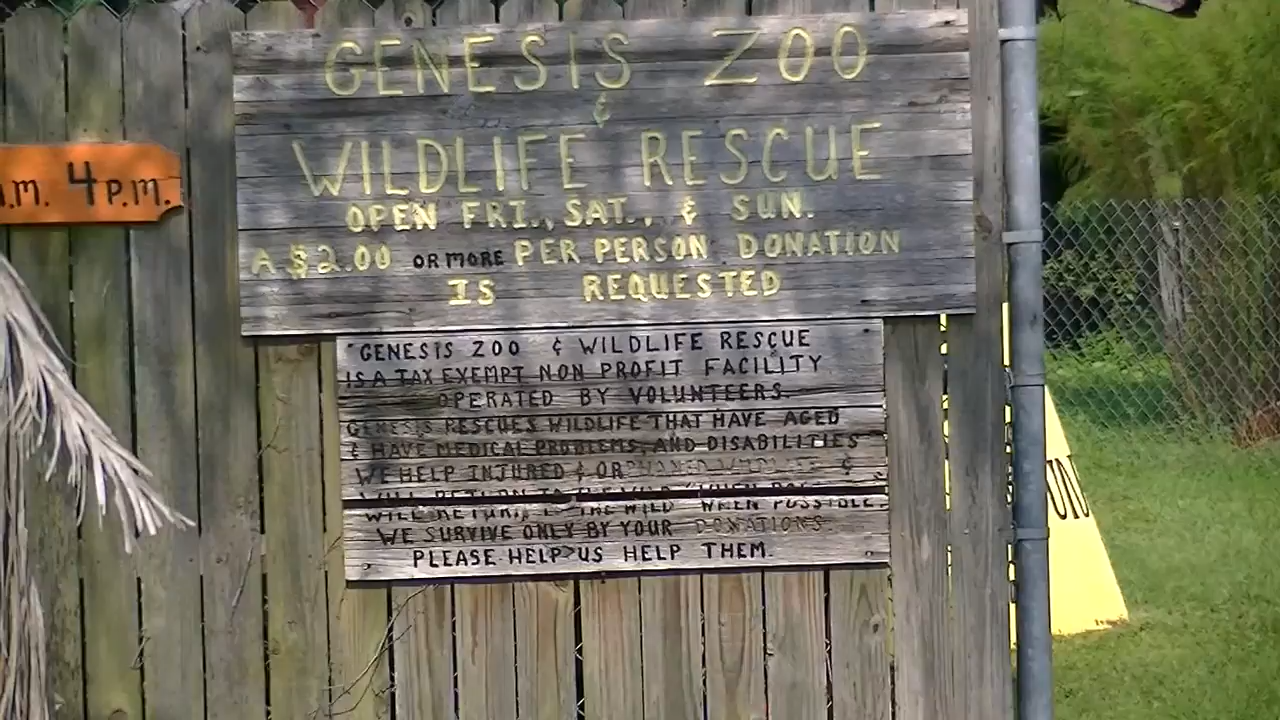 GENESIS ZOO
&
WILDLIFE RESCUE
OPEN FRI., SAT., & SUN.
A $2.00 OR MORE PER PERSON DONATION
IS REQUESTED
.M. 4 P.M.
"GENESIS ZOO & WILDLIFE RESCUE
IS A TAX EXEMPT NON PROFIT FACILITY
OPERATED BY VOLUNTEERS.
GENESIS RESCUES WILDLIFE THAT HAVE AGED
& HAVE MEDICAL PROBLEMS, AND DISABILITIES
WE HELP INJURED & ORPHANED WILDLIFE &
WILL RETURN TO THE WILD "WHEN POSSIBLE.
WE SURVIVE ONLY BY YOUR DONATIONS
PLEASE HELP US HELP THEM.